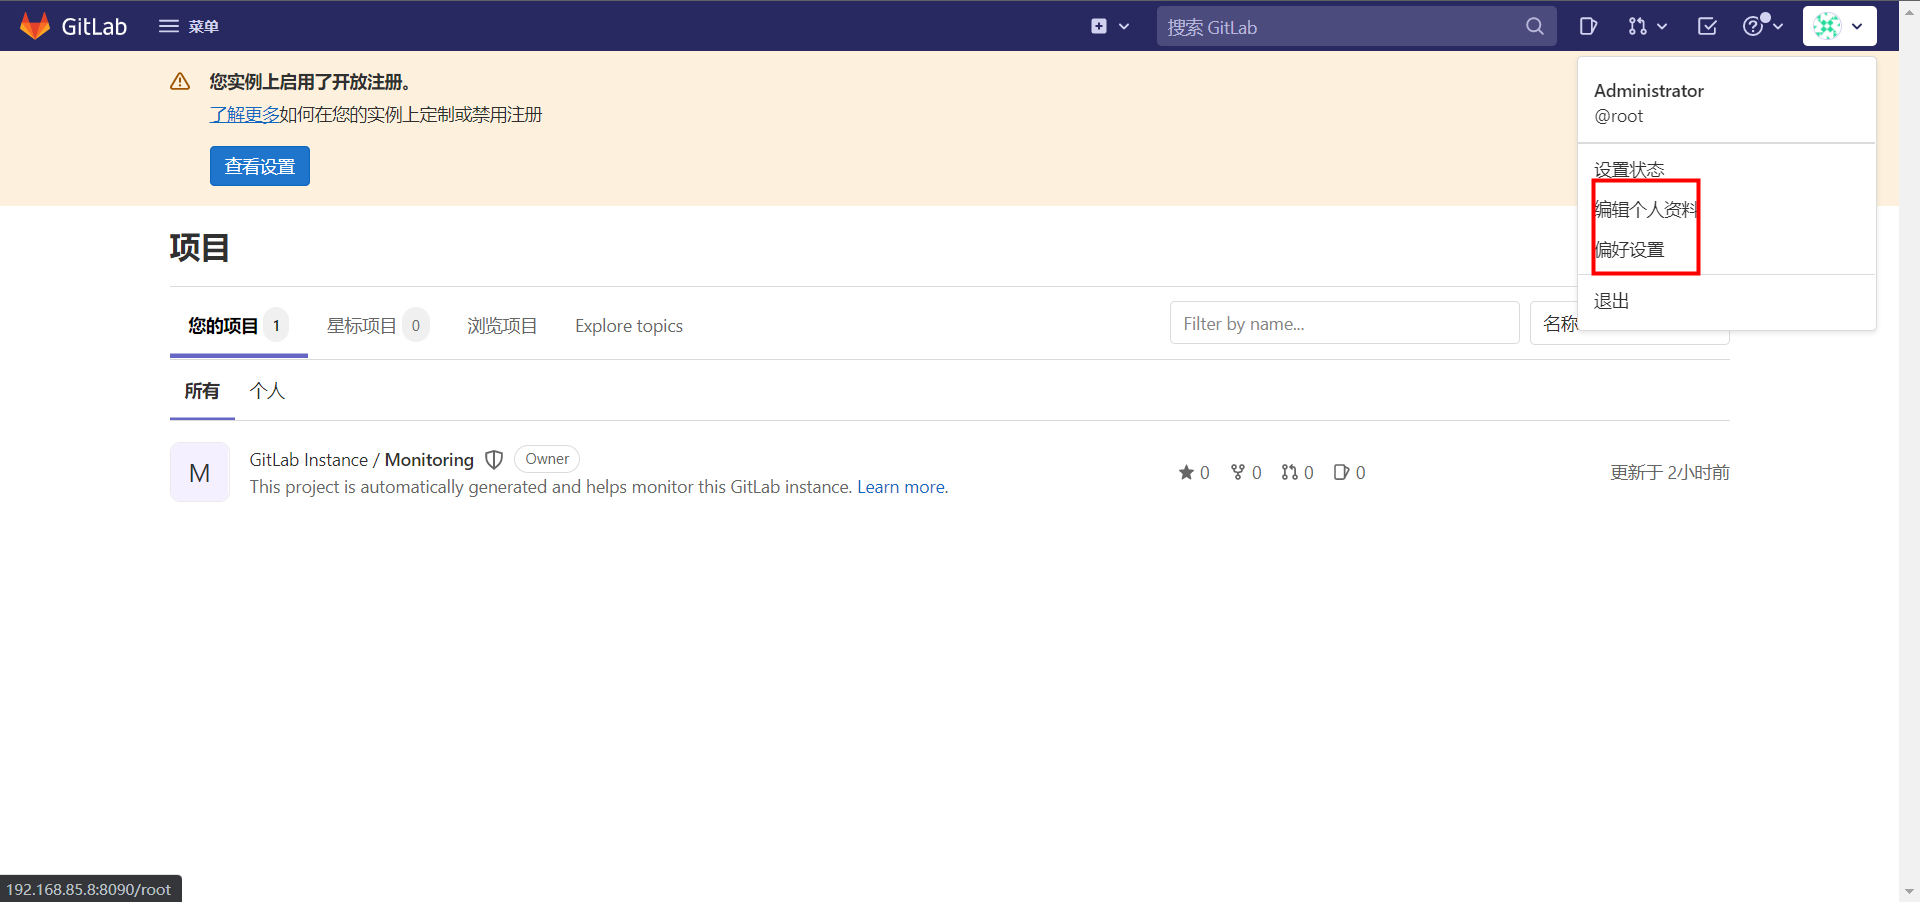 GitLab
菜单
搜索 GitLab
您实例上启用了开放注册。
了解更多如何在您的实例上定制或禁用注册
查看设置
Administrator
@root
设置状态
编辑个人资料
偏好设置
退出
项目
您的项目 1
星标项目 0
浏览项目
Explore topics
Filter by name...
名称
所有
个人
M
GitLab Instance / Monitoring
Owner
This project is automatically generated and helps monitor this GitLab instance. Learn more.
0
0
0
0
更新于 2小时前
192.168.85.8:8090/root